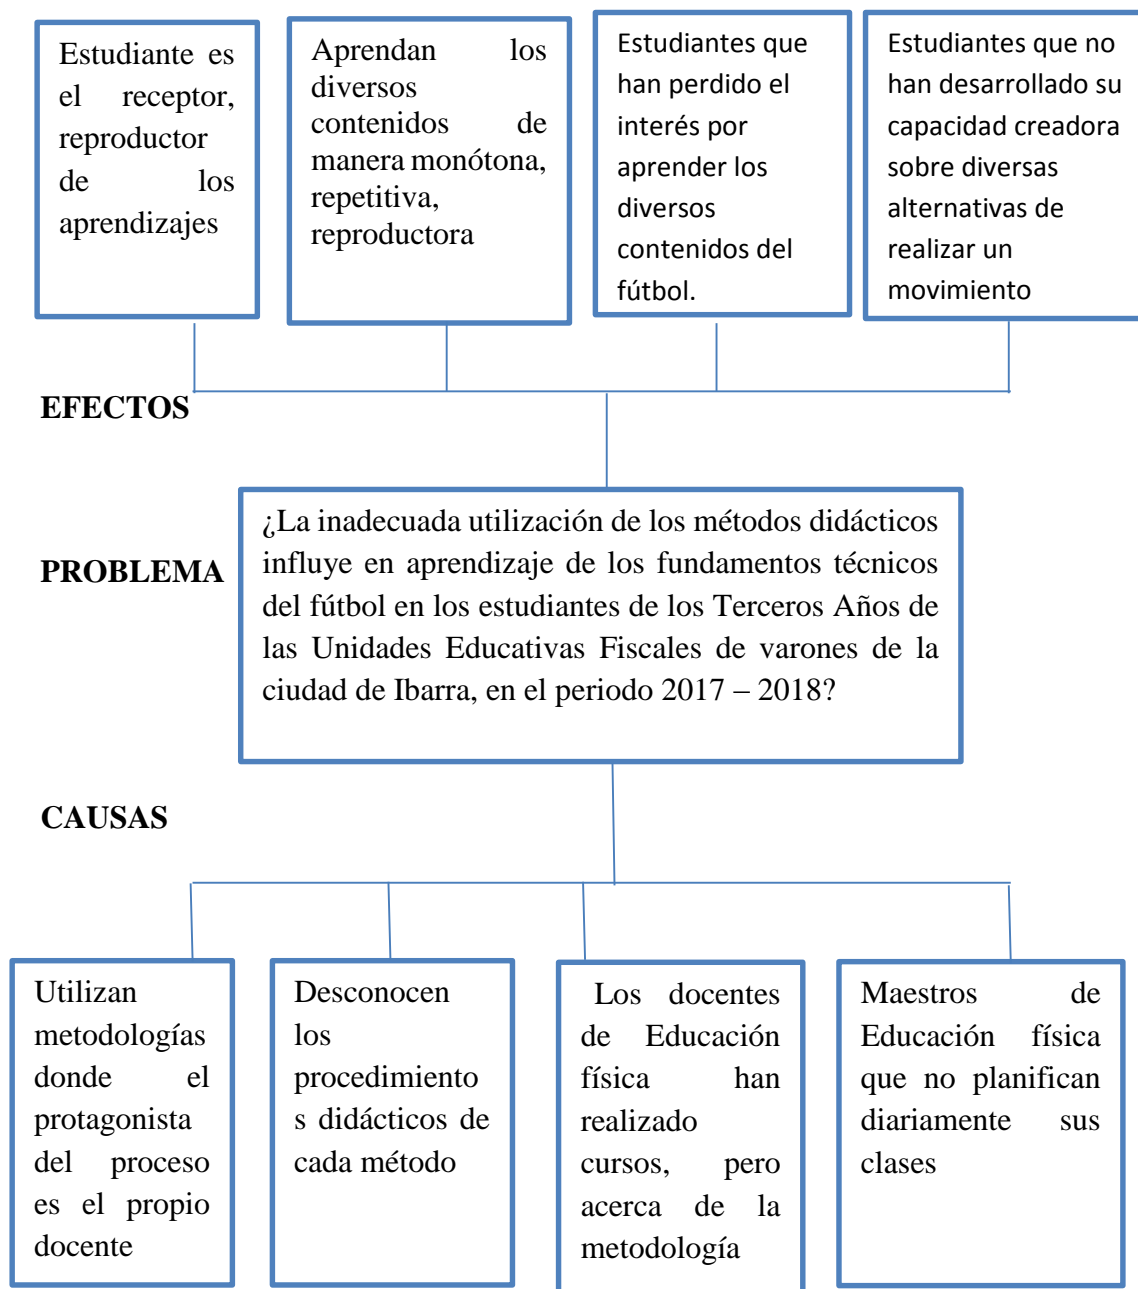 Estudiante es
el receptor,
reproductor
de los
aprendizajes
Aprendan los
diversos
contenidos de
manera monótona,
repetitiva,
reproductora
Estudiantes que
han perdido el
interés por
aprender los
diversos
contenidos del
fútbol.
Estudiantes que no
han desarrollado su
capacidad creadora
sobre diversas
alternativas de
realizar un
movimiento
EFECTOS
PROBLEMA
¿La inadecuada utilización de los métodos didácticos
influye en aprendizaje de los fundamentos técnicos
del fútbol en los estudiantes de los Terceros Años de
las Unidades Educativas Fiscales de varones de la
ciudad de Ibarra, en el periodo 2017 – 2018?
CAUSAS
Utilizan
metodologías
donde el
protagonista
del proceso
es el propio
docente
Desconocen
los
procedimiento
s didácticos de
cada método
Los docentes
de Educación
física han
realizado
cursos, pero
acerca de la
metodología
Maestros de
Educación física
que no planifican
diariamente sus
clases